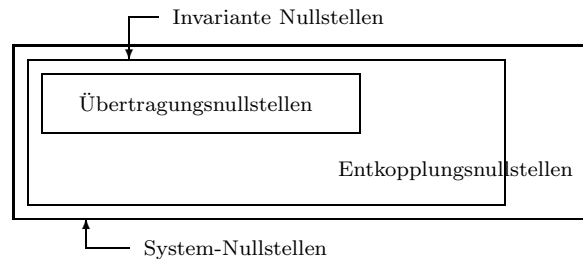 Invariante Nullstellen
Übertragungsnullstellen
Entkopplungsnullstellen
System-Nullstellen